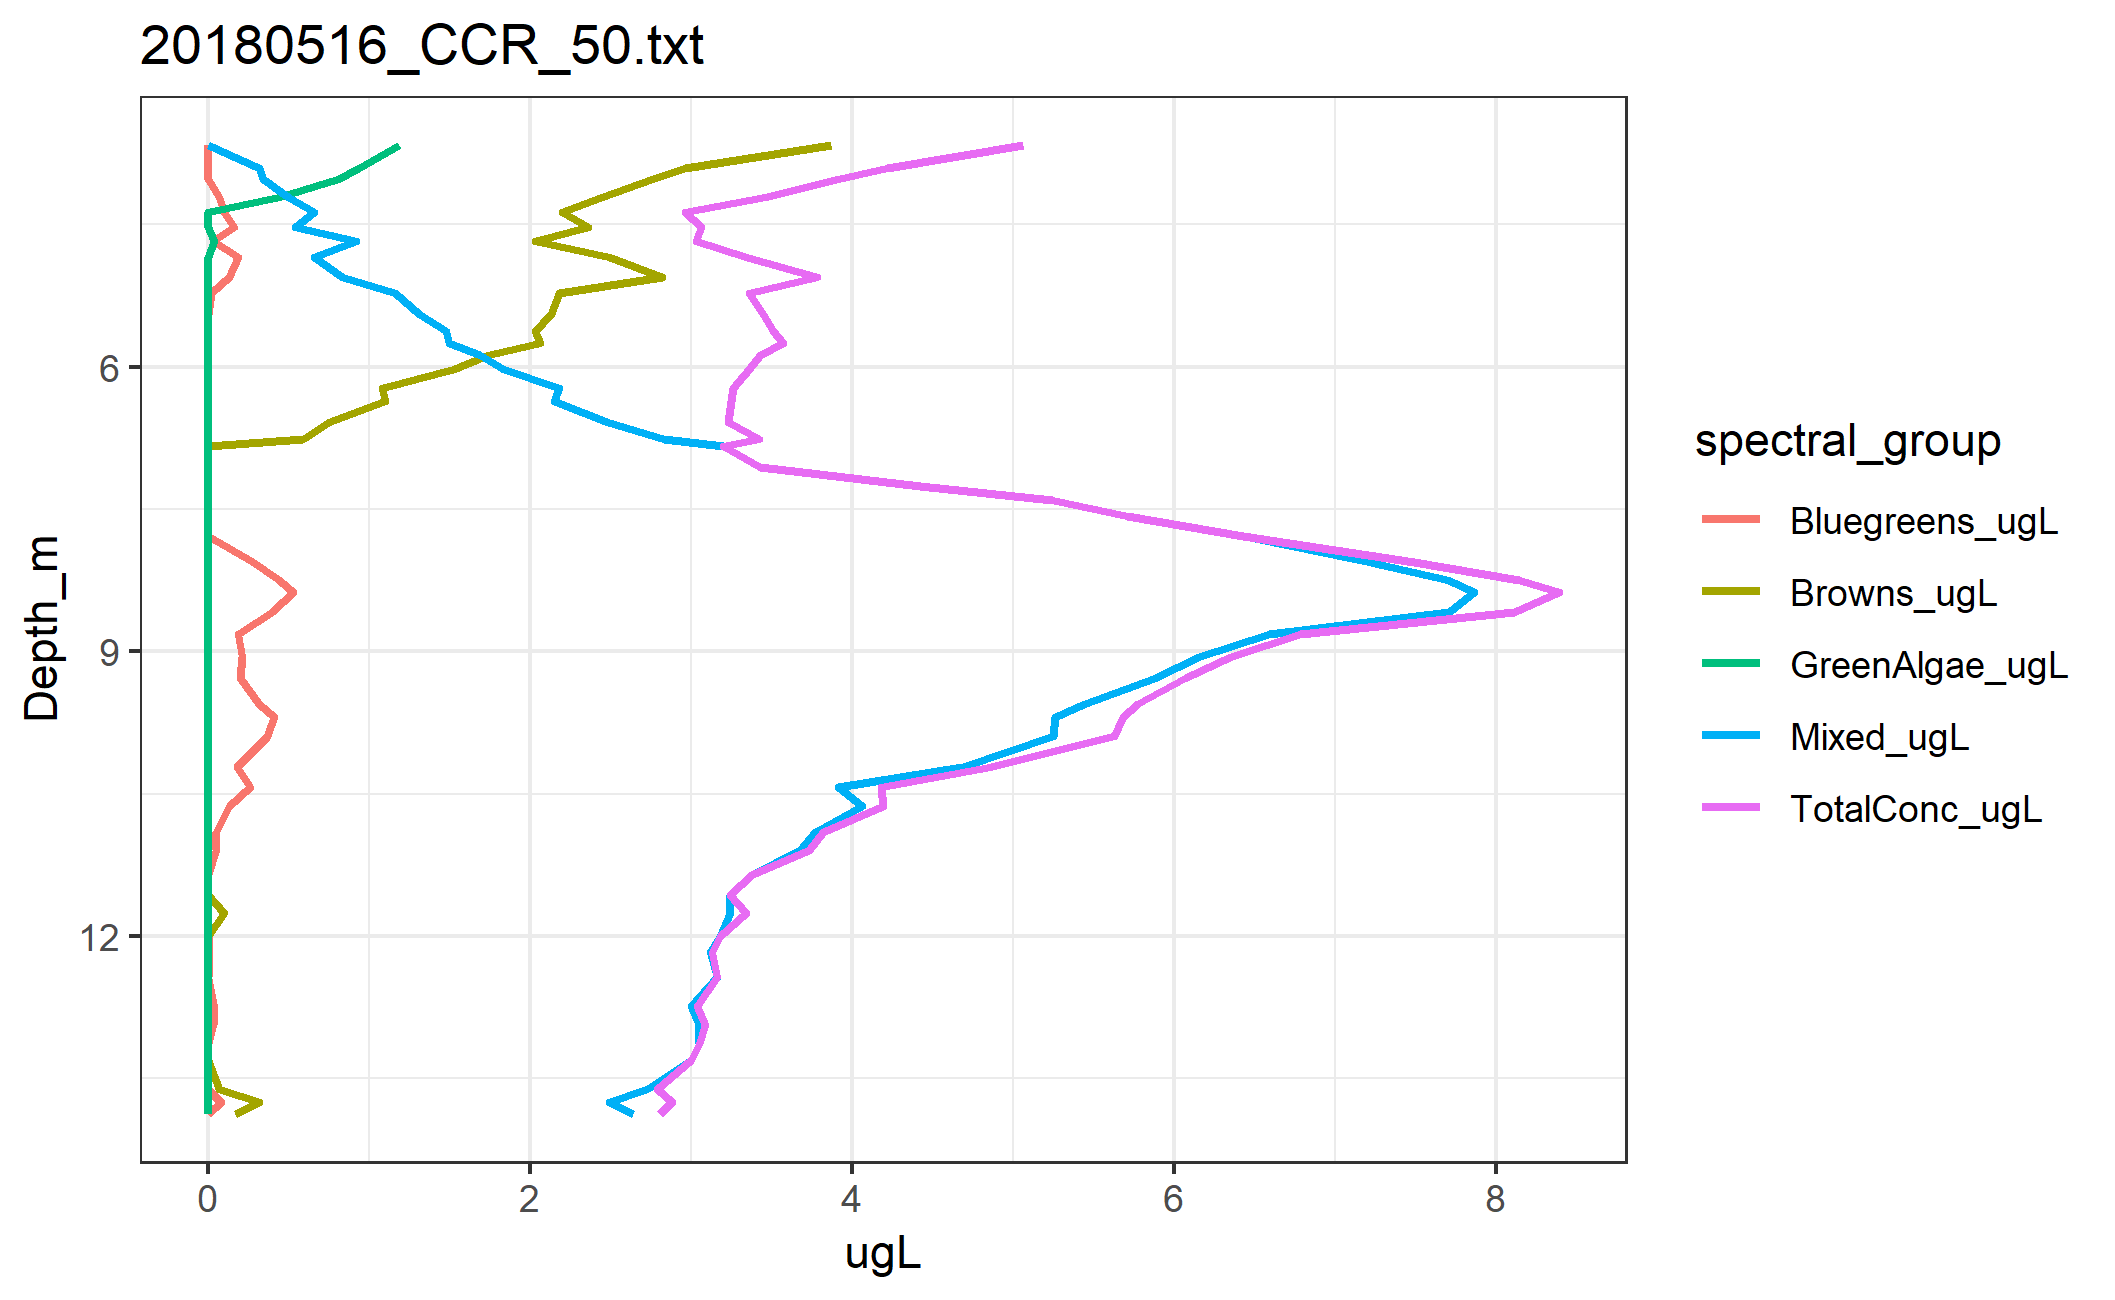 20180516_CCR_50.txt
Depth_m
6
9
12
0 2 4 6 8
ugL
spectral_group
Bluegreens_ugL
Browns_ugL
GreenAlgae_ugL
Mixed_ugL
TotalConc_ugL